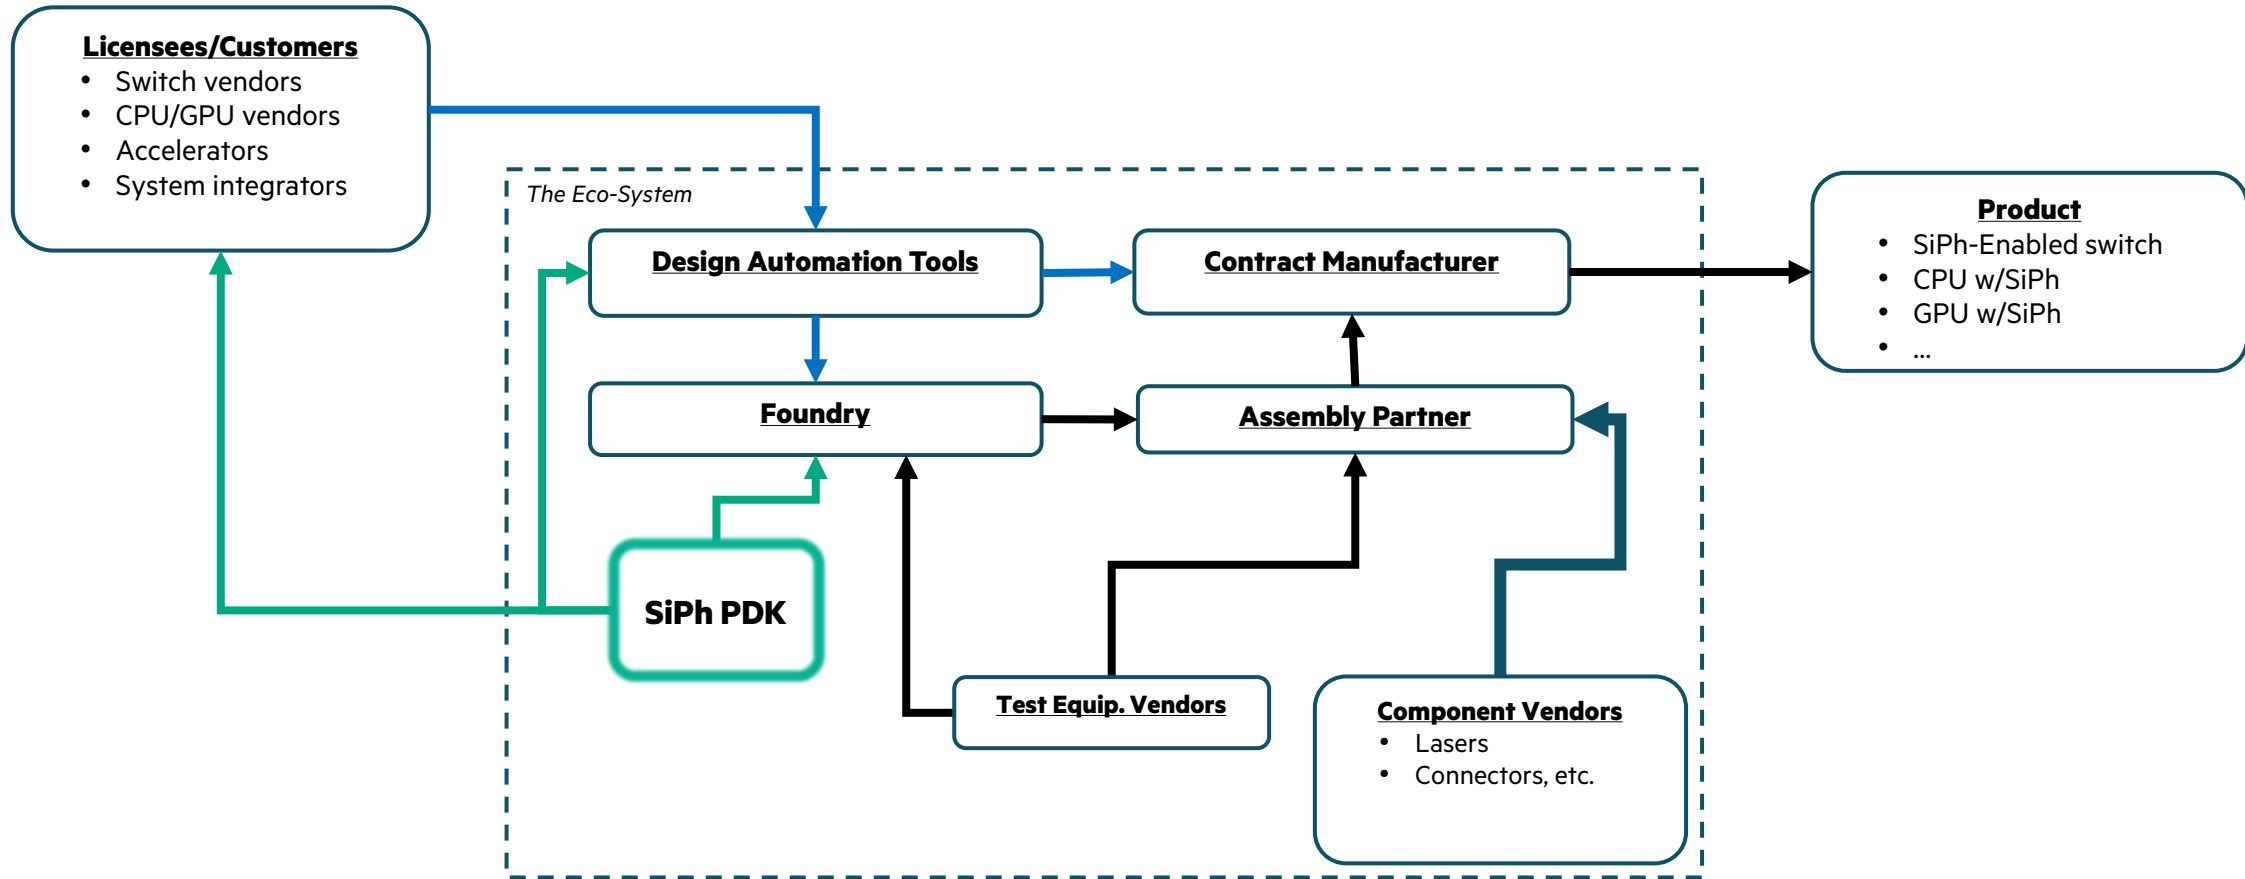 Licensees/Customers
• Switch vendors
• CPU/GPU vendors
• Accelerators
• System integrators
The Eco-System
Design Automation Tools
Contract Manufacturer
Product
• SiPh-Enabled switch
• CPU w/SiPh
• GPU w/SiPh
• ...
Foundry
Assembly Partner
SiPh PDK
Test Equip. Vendors
Component Vendors
• Lasers
• Connectors, etc.